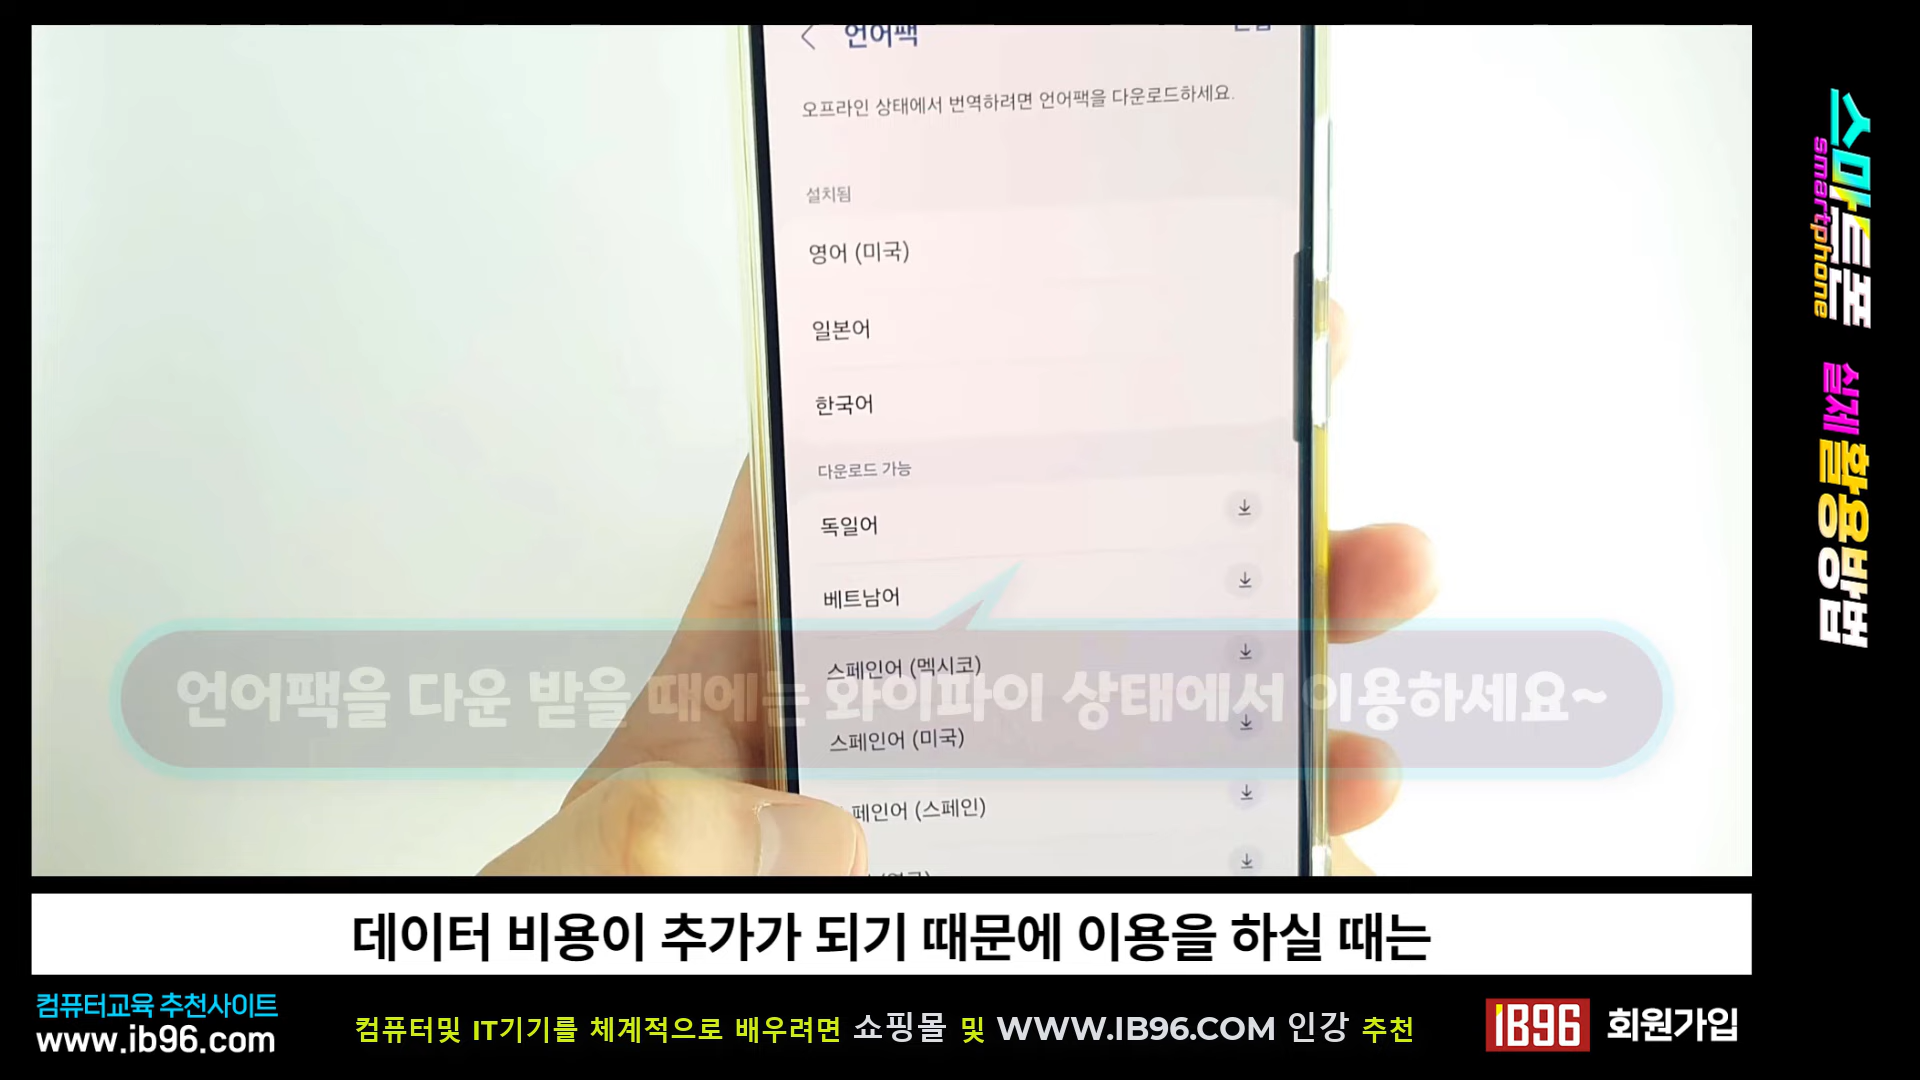 언어팩
오프라인 상태에서 번역하려면 언어팩을 다운로드하세요.
설치됨
영어 (미국)
일본어
한국어
다운로드 가능
독일어
베트남어
스페인어 (멕시코)
언어팩을 다운 받을 때에는 와이파이 상태에서 이용하세요~
스페인어 (미국)
페인어 (스페인)
데이터 비용이 추가가 되기 때문에 이용을 하실 때는
컴퓨터교육 추천사이트
www.ib96.com
컴퓨터및 IT기기를 체계적으로 배우려면 쇼핑몰 및 WWW.IB96.COM 인강 추천
IB96 회원가입
스마트폰
smartphone
실제활용방법